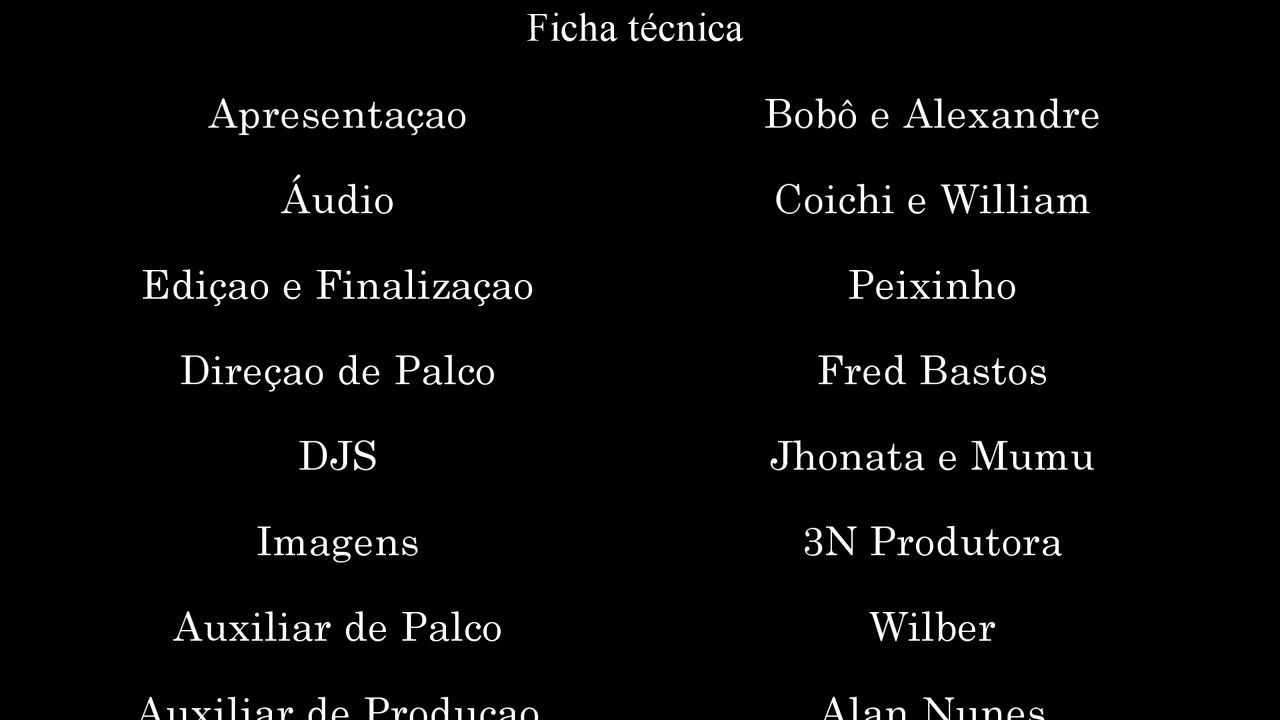 Ficha técnica
Apresentaçao Bobô e Alexandre
Áudio Coichi e William
Ediçao e Finalizaçao Peixinho
Direçao de Palco Fred Bastos
DJS Jhonata e Mumu
Imagens 3N Produtora
Auxiliar de Palco Wilber
Auxiliar de Produçao Alan Nunes